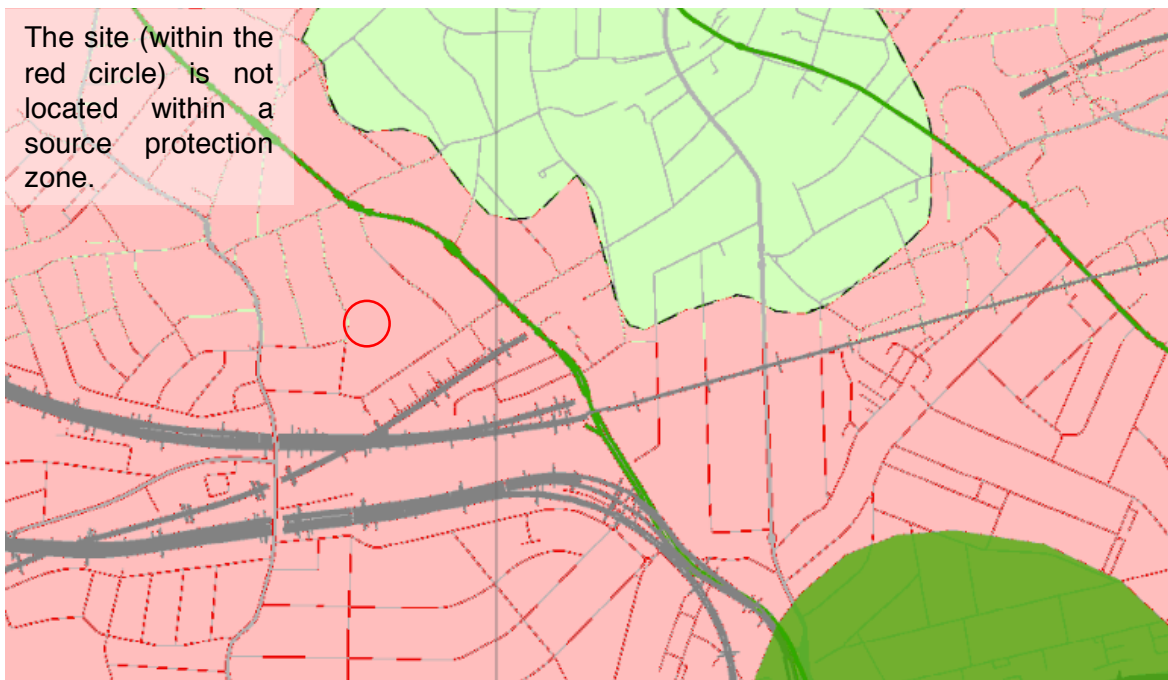 The site (within the
red circle) is not
located within a
source protection
zone.